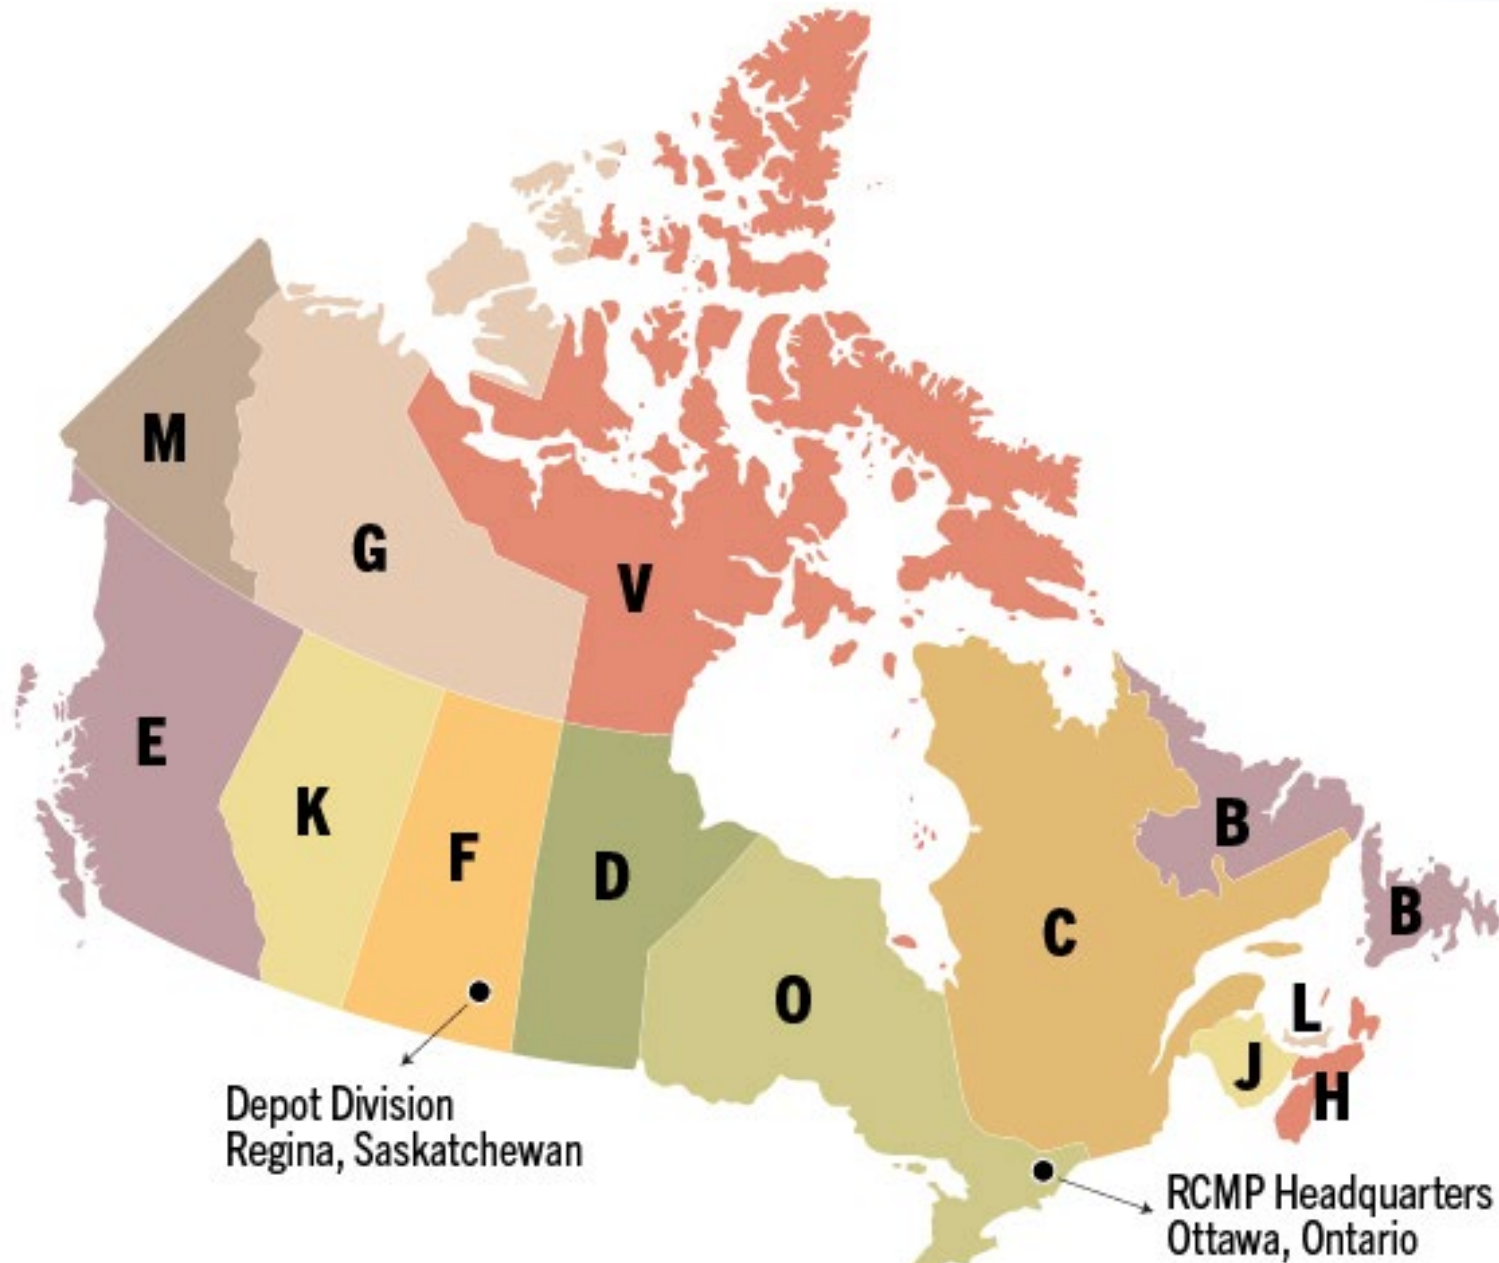 M
G
V
E
K
F
D
O
C
B
B
L
J
H
Depot Division
Regina, Saskatchewan
RCMP Headquarters
Ottawa, Ontario